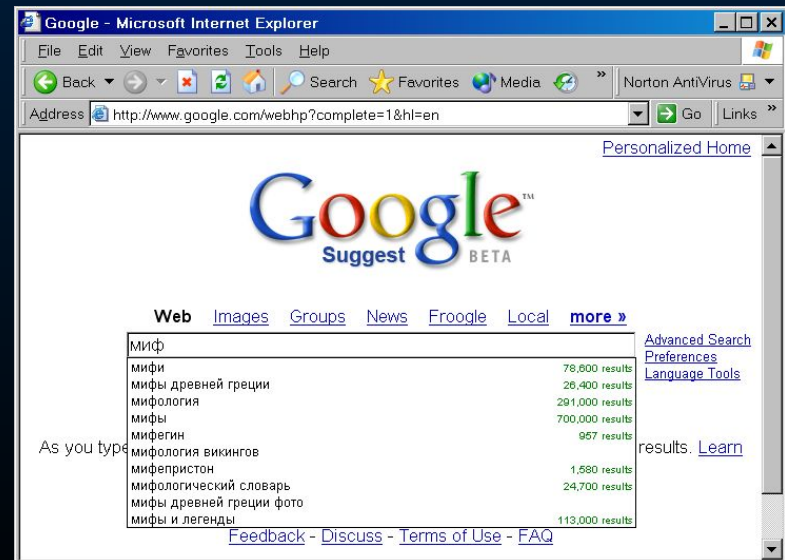 Google - Microsoft Internet Explorer
File Edit View Favorites Tools Help
Back Search Favorites Media » Norton AntiVirus
Address http://www.google.com/webhp?complete=1&hl=en Go Links »
Personalized Home
Google™
Suggest BETA
Web Images Groups News Froogle Local more »
миф
Advanced Search
Preferences
Language Tools
мифи 78,600 results
мифы древней греции 26,400 results
мифология 291,000 results
мифы 700,000 results
мифегин 957 results
As you type results. Learn
мифология викингов
мифепристон 1,580 results
мифологический словарь 24,700 results
мифы древней греции фото
мифы и легенды 113,000 results
Feedback - Discuss - Terms of Use - FAQ